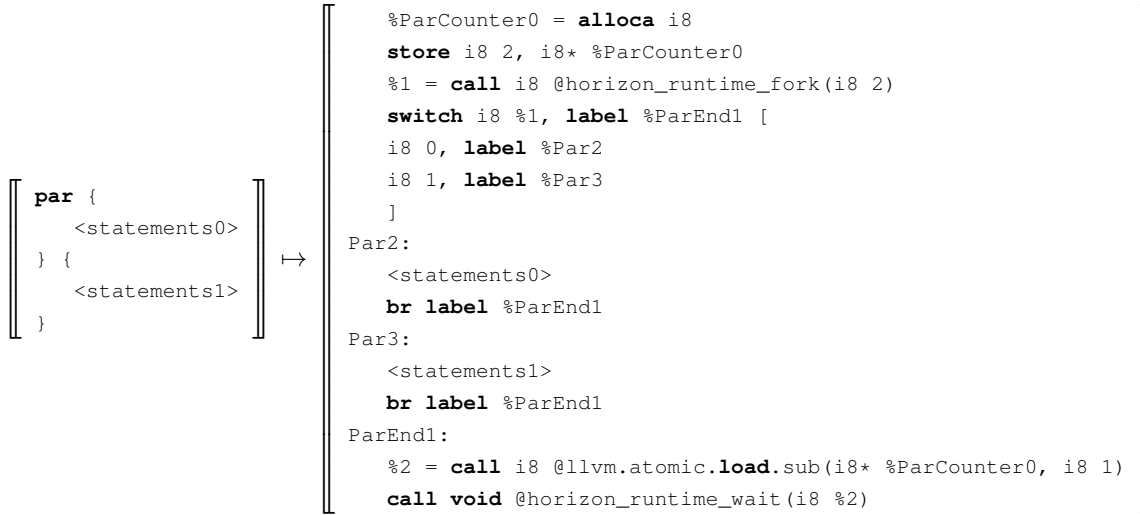 par {
<statements0>
} {
<statements1>
}
↦
%ParCounter0 = alloca i8
store i8 2, i8* %ParCounter0
%1 = call i8 @horizon_runtime_fork(i8 2)
switch i8 %1, label %ParEnd1 [
i8 0, label %Par2
i8 1, label %Par3
]
Par2:
<statements0>
br label %ParEnd1
Par3:
<statements1>
br label %ParEnd1
ParEnd1:
%2 = call i8 @llvm.atomic.load.sub(i8* %ParCounter0, i8 1)
call void @horizon_runtime_wait(i8 %2)